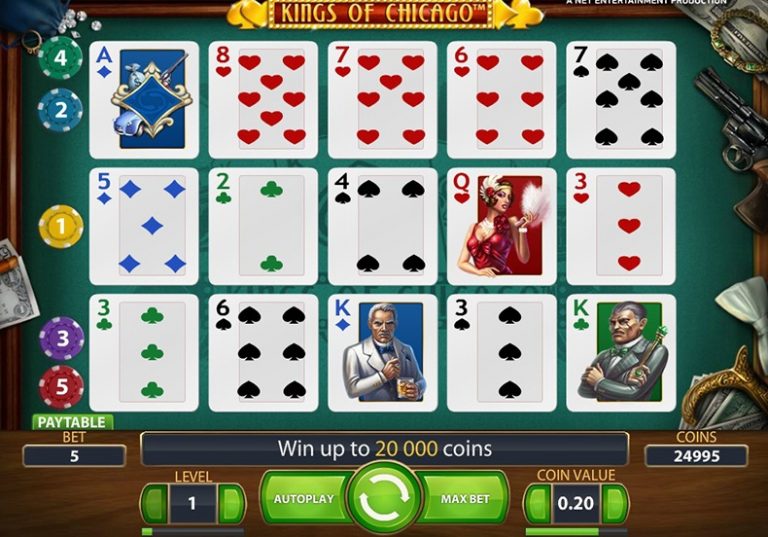 KINGS OF CHICAGO™
A NET ENTERTAINMENT PRODUCTION
4
2
A
8
7
6
7
1
5
2
4
Q
3
3
5
3
6
K
3
K
PAYTABLE
BET
5
Win up to 20 000 coins
COINS
24995
LEVEL
1
AUTOPLAY
MAX BET
COIN VALUE
0.20